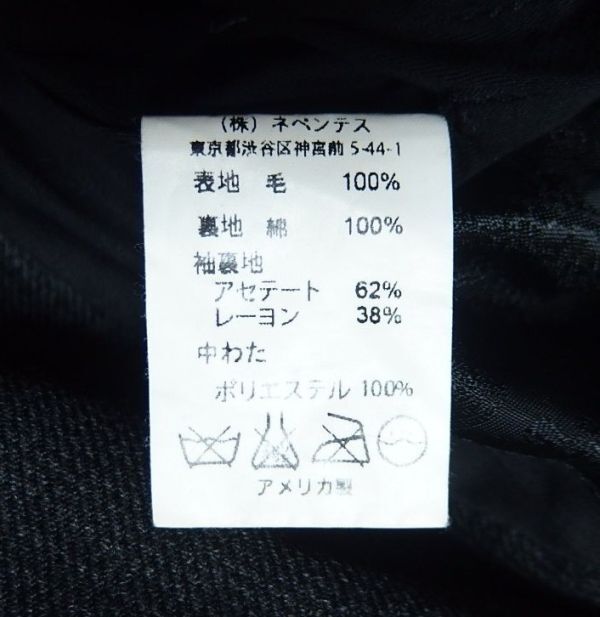 (株) ネペンテス
東京都渋谷区神宮前 5-44-1
表地 毛 100%
裏地 綿 100%
袖裏地
アセテート 62%
レーヨン 38%
中わた
ポリエステル 100%
アメリカ製